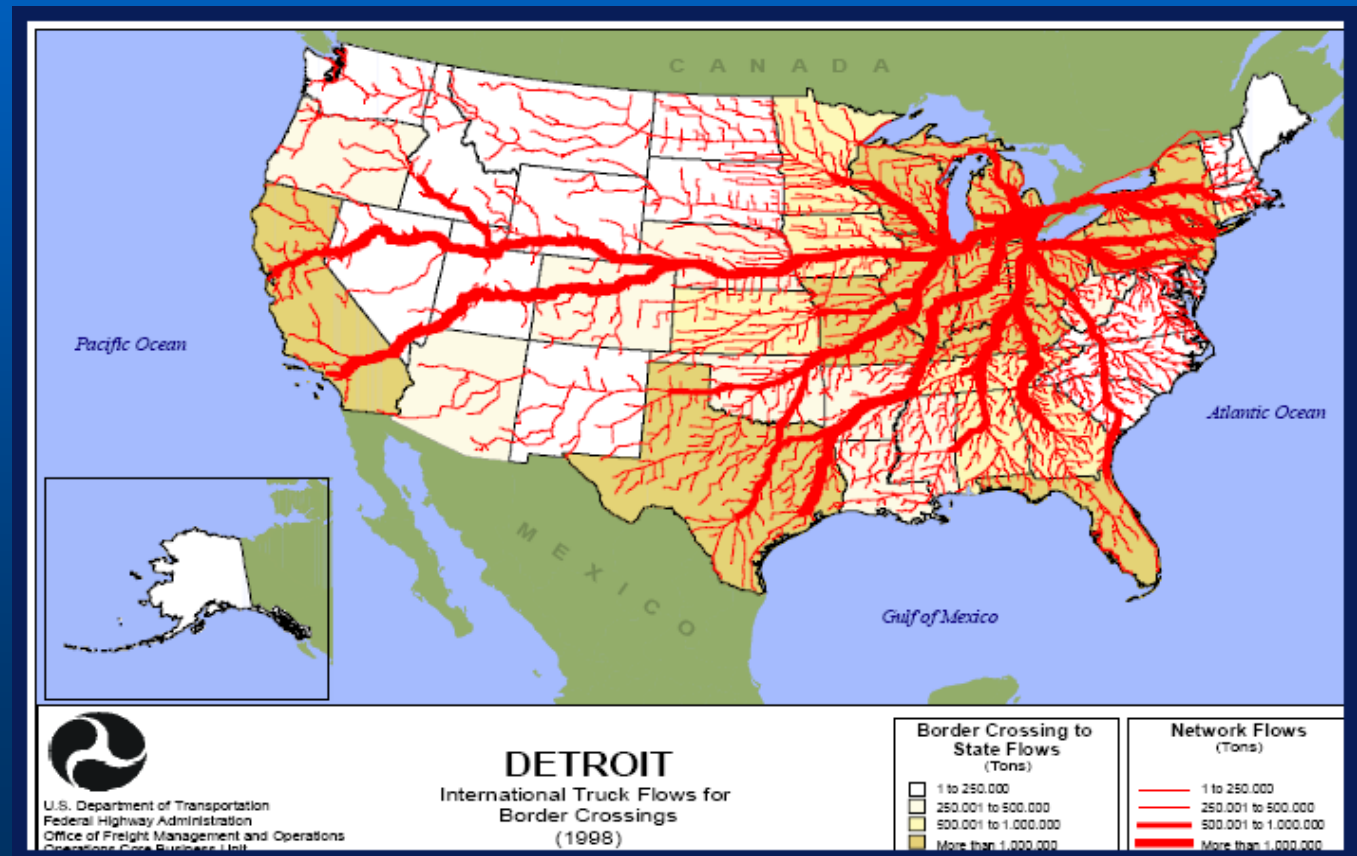 CANADA
Pacific Ocean
Atlantic Ocean
MEXICO
Gulf of Mexico
U.S. Department of Transportation
Federal Highway Administration
Office of Freight Management and Operations
Operations Core Business Unit
DETROIT
International Truck Flows for
Border Crossings
(1998)
Border Crossing to
State Flows
(Tons)
1 to 250.000
250.001 to 500.000
500.001 to 1.000.000
More than 1.000.000
Network Flows
(Tons)
1 to 250.000
250.001 to 500.000
500.001 to 1.000.000
More than 1.000.000